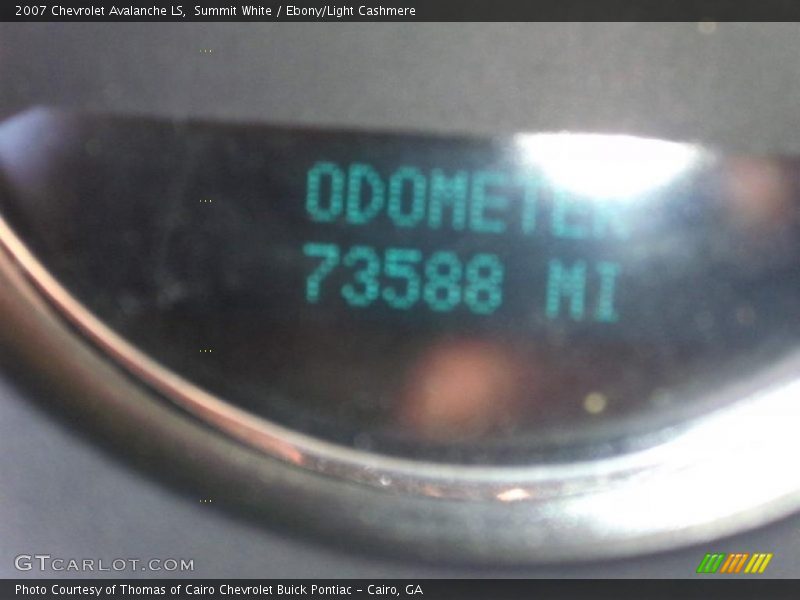 2007 Chevrolet Avalanche LS, Summit White / Ebony/Light Cashmere
ODOMETER
73588 MI
GTCARLOT.COM
Photo Courtesy of Thomas of Cairo Chevrolet Buick Pontiac - Cairo, GA